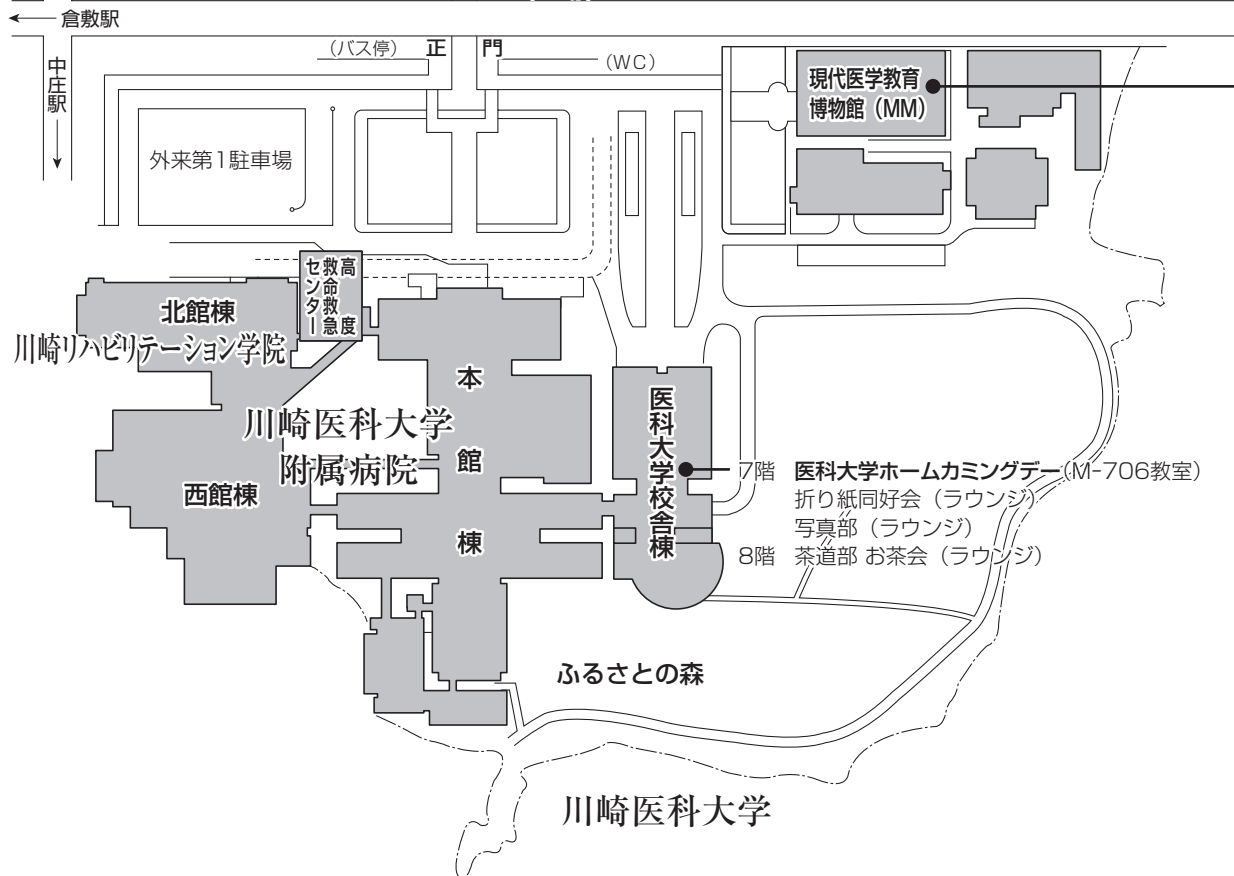 倉敷駅
中庄駅
(バス停)
正門
(WC)
現代医学教育
博物館(MM)
外来第1駐車場
高度救命救急センター
北館棟
川崎リハビリテーション学院
本館棟
川崎医科大学
附属病院
西館棟
医科大学校舎棟
7階 医科大学ホームカミングデー(M-706教室)
折り紙同好会(ラウンジ)
写真部(ラウンジ)
8階 茶道部 お茶会(ラウンジ)
ふるさとの森
川崎医科大学